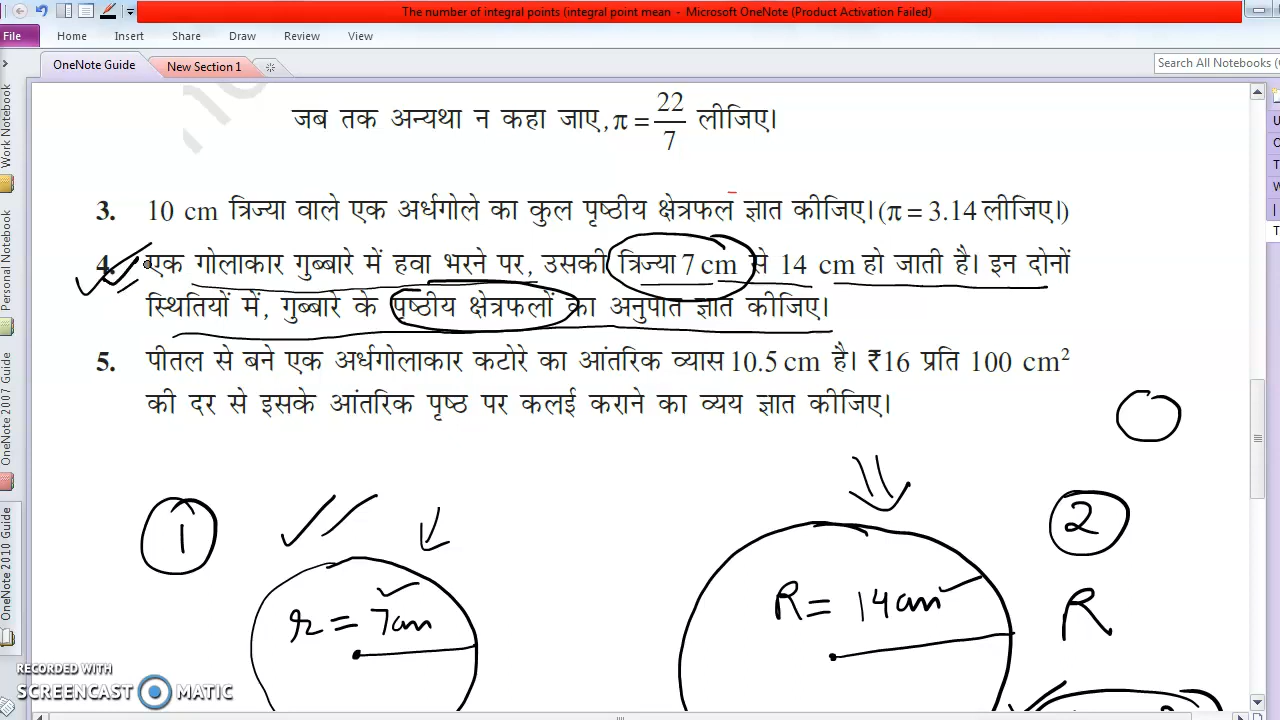 The number of integral points (integral point mean - Microsoft OneNote (Product Activation Failed)
File Home Insert Share Draw Review View
OneNote Guide New Section 1 Search All Notebooks (
Work Notebook
Personal Notebook
OneNote 2007 Guide
OneNote 2010 Guide
जब तक अन्यथा न कहा जाए, π = 22/7 लीजिए।
3. 10 cm त्रिज्या वाले एक अर्धगोले का कुल पृष्ठीय क्षेत्रफल ज्ञात कीजिए। (π = 3.14 लीजिए।)
4. एक गोलाकार गुब्बारे में हवा भरने पर, उसकी त्रिज्या 7 cm से 14 cm हो जाती है। इन दोनों
स्थितियों में, गुब्बारे के पृष्ठीय क्षेत्रफलों का अनुपात ज्ञात कीजिए।
5. पीतल से बने एक अर्धगोलाकार कटोरे का आंतरिक व्यास 10.5 cm है। ₹16 प्रति 100 cm²
की दर से इसके आंतरिक पृष्ठ पर कलई कराने का व्यय ज्ञात कीजिए।
1 2
r = 7cm R = 14cm R
RECORDED WITH
SCREENCAST MATIC